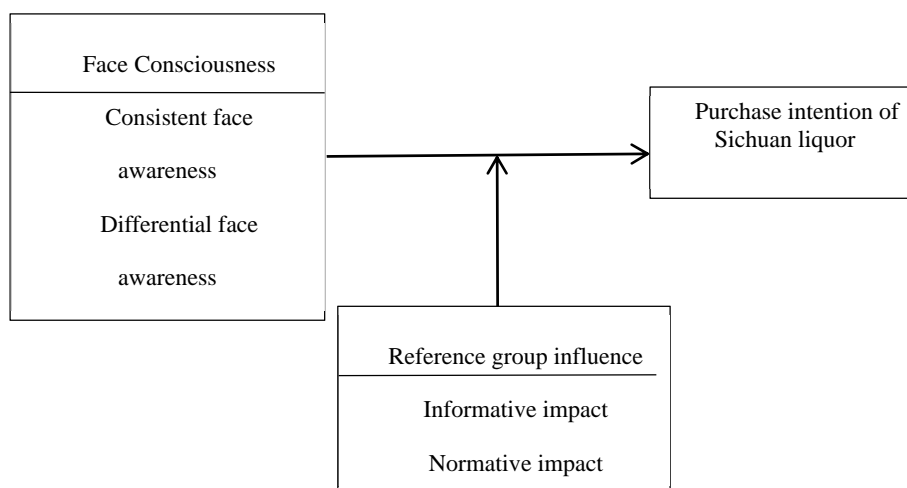 Face Consciousness
Consistent face
awareness
Differential face
awareness
Purchase intention of
Sichuan liquor
Reference group influence
Informative impact
Normative impact